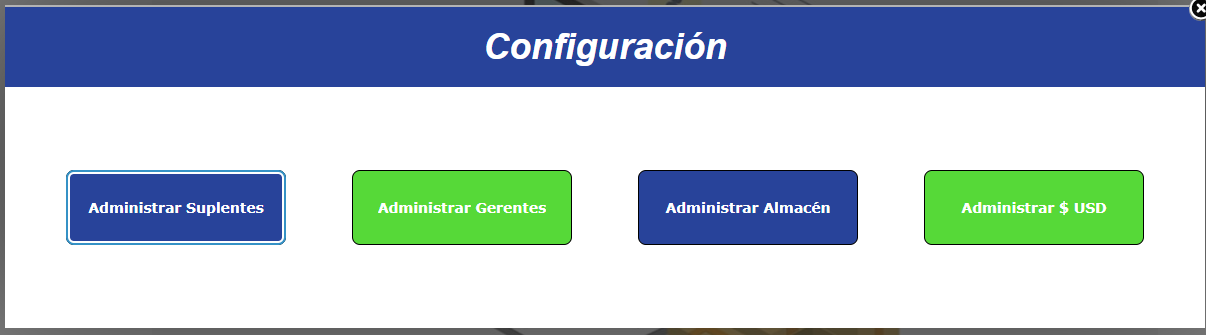 Configuración
Administrar Suplentes
Administrar Gerentes
Administrar Almacén
Administrar $ USD